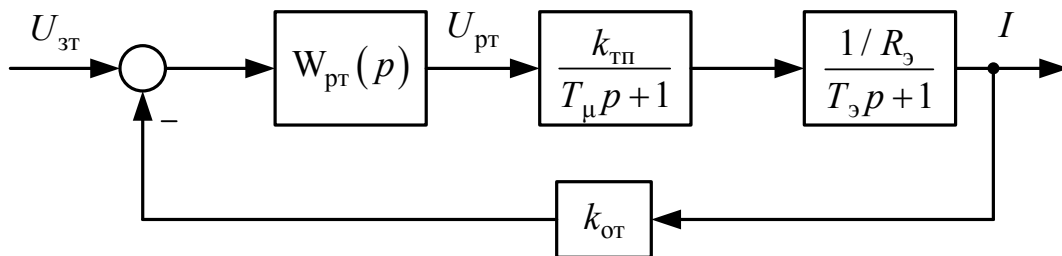 U_зт
−
W_рт(p)
U_рт
k_тп
T_μ p + 1
1 / R_э
T_э p + 1
I
k_от